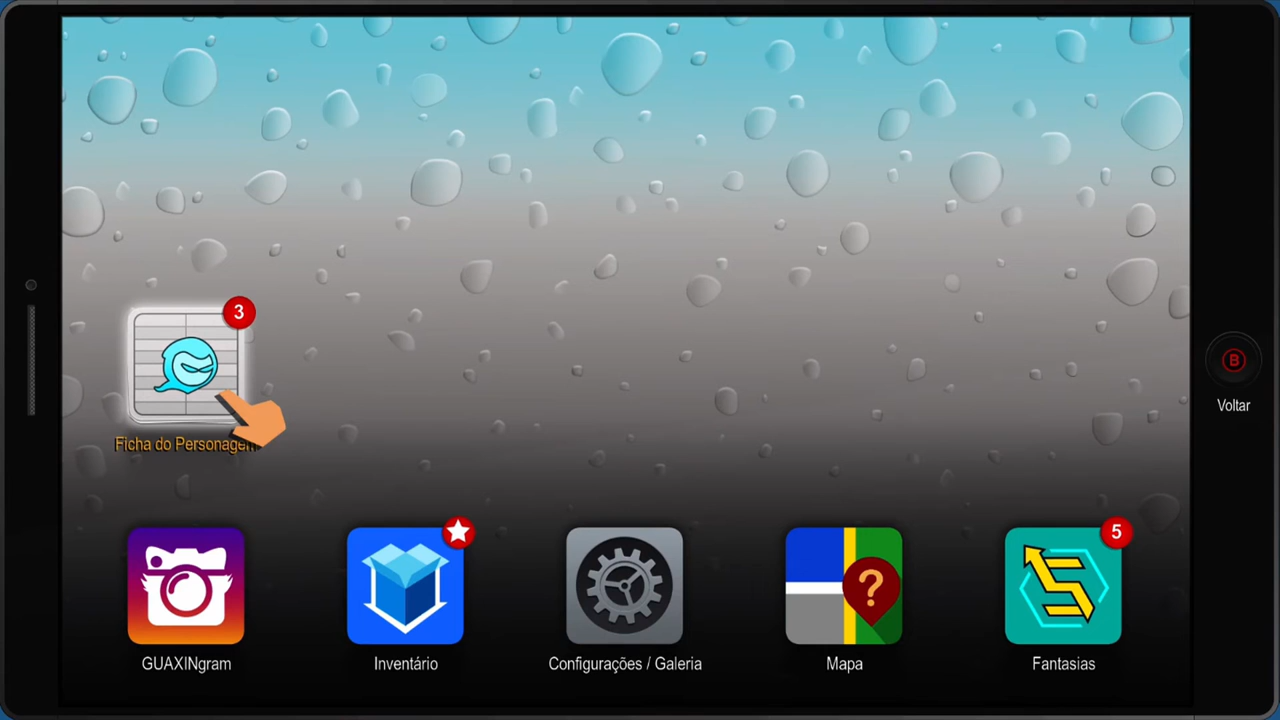 3
Ficha do Personagem
B
Voltar
5
?
GUAXINgram
Inventário
Configurações / Galeria
Mapa
Fantasias